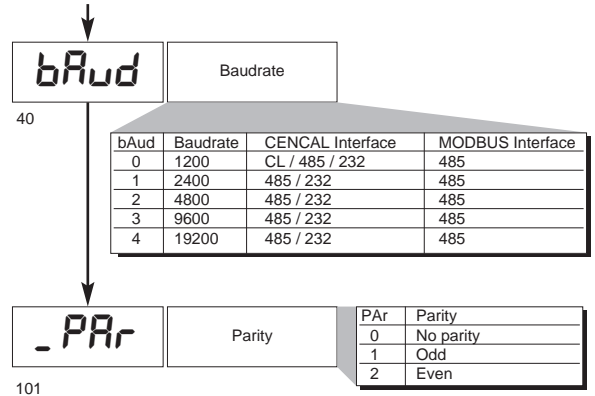 bAud
Baudrate
40
bAud Baudrate CENCAL Interface MODBUS Interface
0 1200 CL / 485 / 232 485
1 2400 485 / 232 485
2 4800 485 / 232 485
3 9600 485 / 232 485
4 19200 485 / 232 485
_PAr
Parity
PAr Parity
0 No parity
1 Odd
2 Even
101